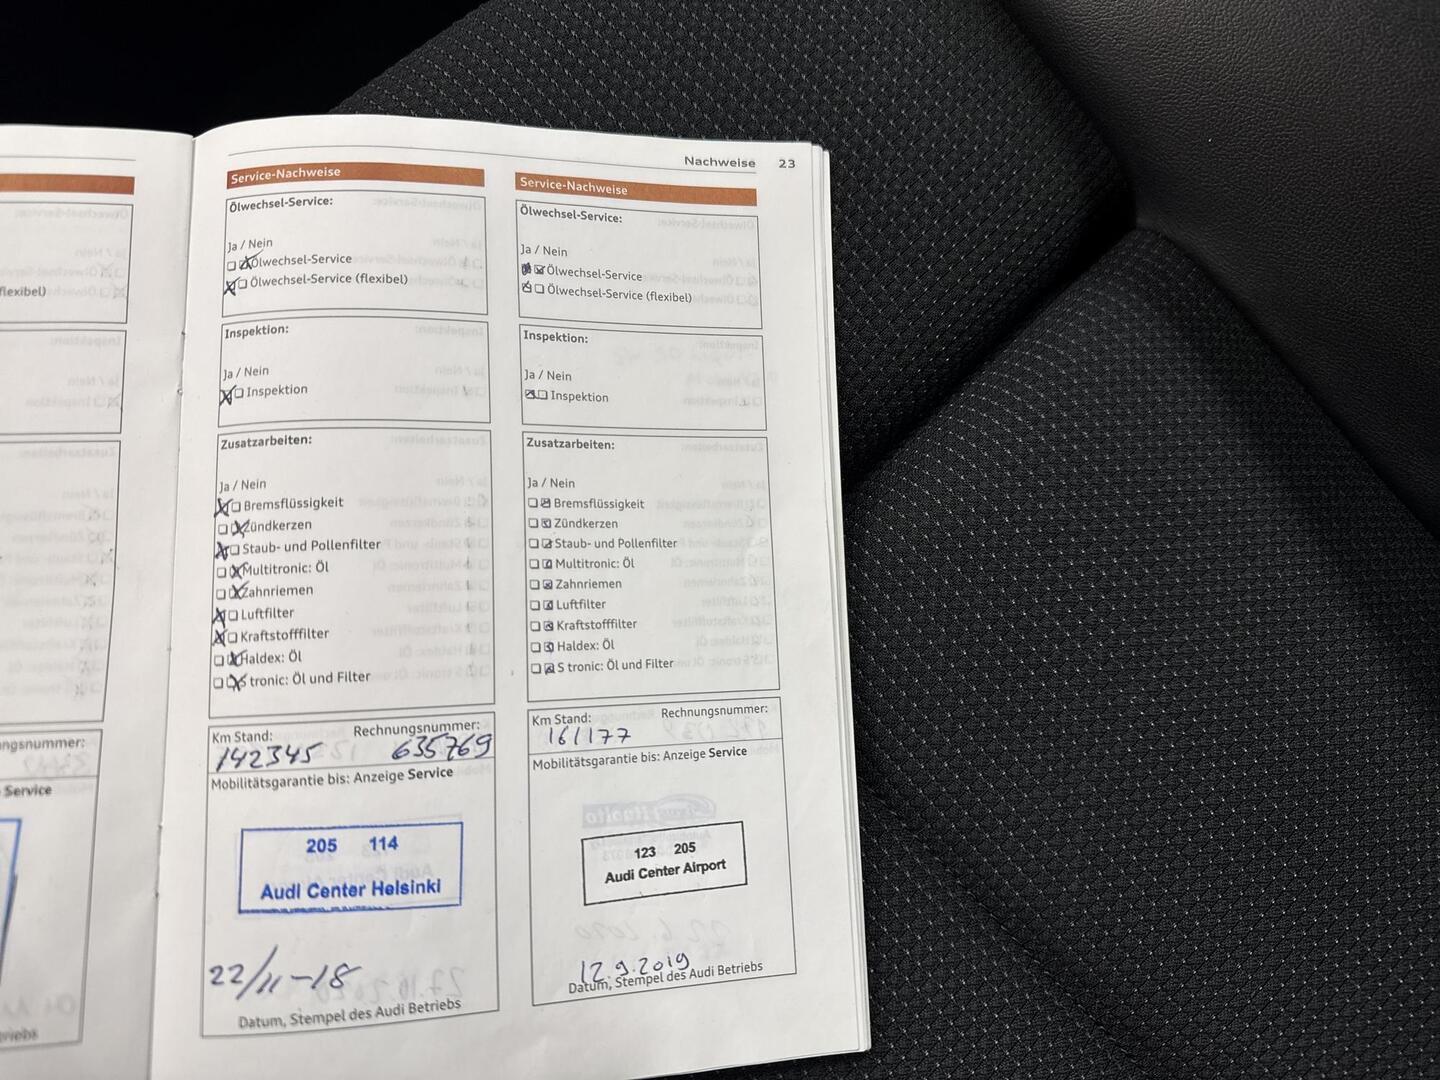 Nachweise 23
flexibel)
ngsnummer:
Service
Service-Nachweise
Ölwechsel-Service:
Ja / Nein
Ölwechsel-Service
Ölwechsel-Service (flexibel)
Inspektion:
Ja / Nein
Inspektion
Zusatzarbeiten:
Ja / Nein
Bremsflüssigkeit
Zündkerzen
Staub- und Pollenfilter
Multitronic: Öl
Zahnriemen
Luftfilter
Kraftstofffilter
Haldex: Öl
S tronic: Öl und Filter
Km Stand: Rechnungsnummer:
142345 635769
Mobilitätsgarantie bis: Anzeige Service
205 114
Audi Center Helsinki
22/11-18
Datum, Stempel des Audi Betriebs
Service-Nachweise
Ölwechsel-Service:
Ja / Nein
Ölwechsel-Service
Ölwechsel-Service (flexibel)
Inspektion:
Ja / Nein
Inspektion
Zusatzarbeiten:
Ja / Nein
Bremsflüssigkeit
Zündkerzen
Staub- und Pollenfilter
Multitronic: Öl
Zahnriemen
Luftfilter
Kraftstofffilter
Haldex: Öl
S tronic: Öl und Filter
Km Stand: Rechnungsnummer:
161177
Mobilitätsgarantie bis: Anzeige Service
123 205
Audi Center Airport
12.9.2019
Datum, Stempel des Audi Betriebs